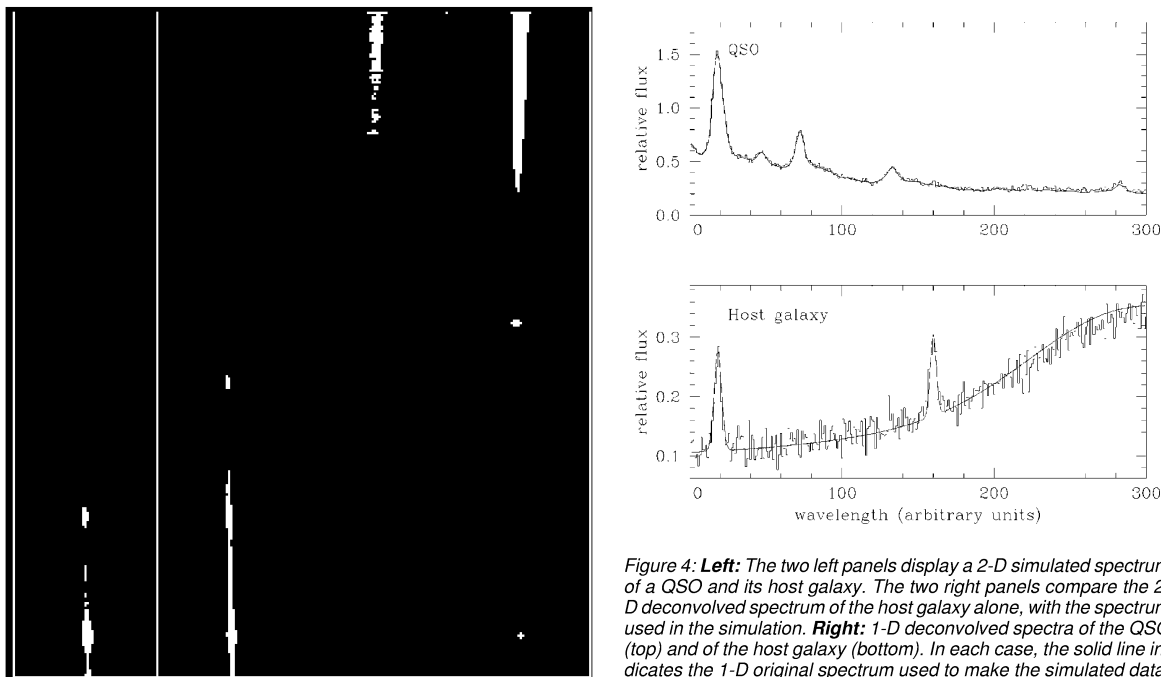 QSO
relative flux
1.5
1.0
0.5
0.0
0 100 200 300
Host galaxy
relative flux
0.3
0.2
0.1
0 100 200 300
wavelength (arbitrary units)
Figure 4: Left: The two left panels display a 2-D simulated spectrum
of a QSO and its host galaxy. The two right panels compare the 2-
D deconvolved spectrum of the host galaxy alone, with the spectrum
used in the simulation. Right: 1-D deconvolved spectra of the QSO
(top) and of the host galaxy (bottom). In each case, the solid line in-
dicates the 1-D original spectrum used to make the simulated data.